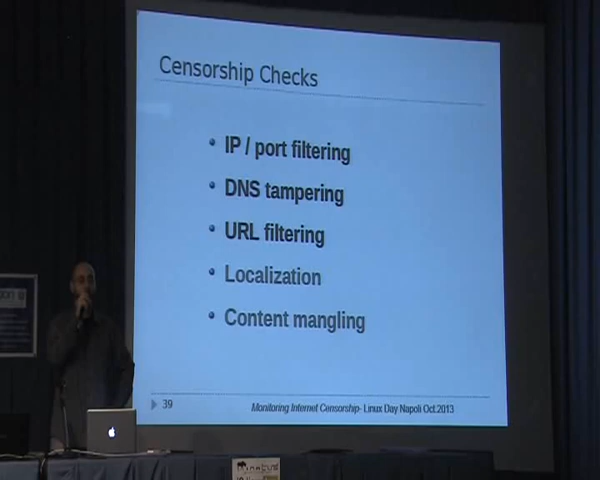 Censorship Checks
IP / port filtering
DNS tampering
URL filtering
Localization
Content mangling
39
Monitoring Internet Censorship- Linux Day Napoli Oct.2013